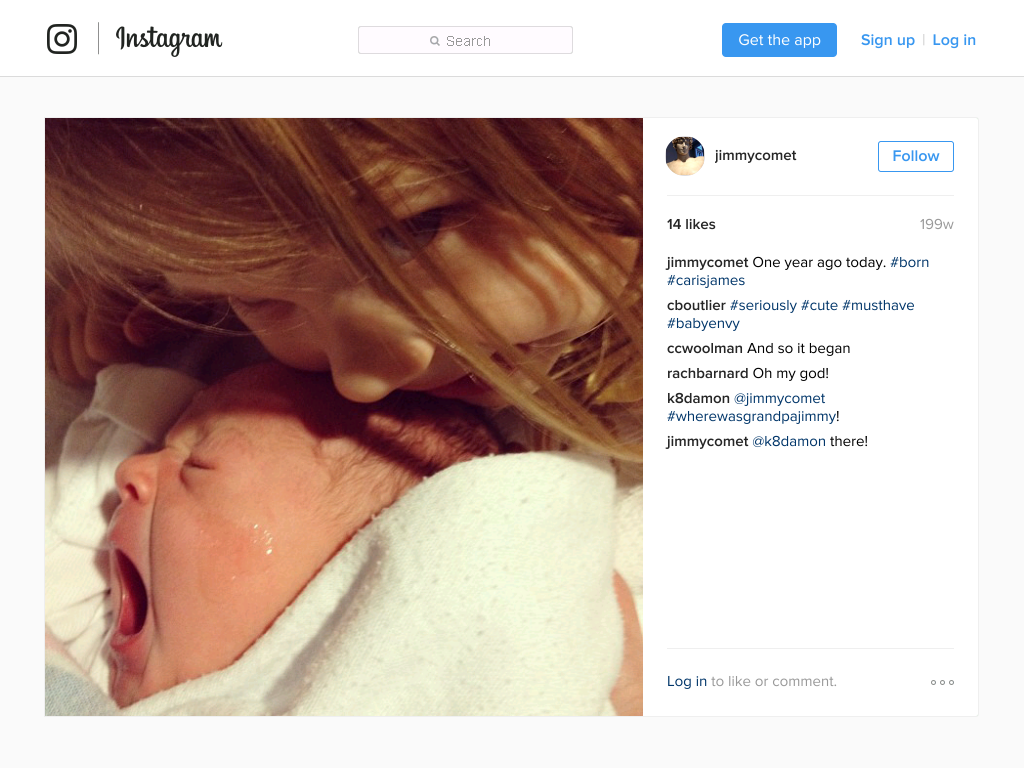 Instagram
Search
Get the app
Sign up | Log in
jimmycomet
Follow
14 likes
199w
jimmycomet One year ago today. #born
#carisjames
cboutlier #seriously #cute #musthave
#babyenvy
ccwoolman And so it began
rachbarnard Oh my god!
k8damon @jimmycomet
#wherewasgrandpajimmy!
jimmycomet @k8damon there!
Log in to like or comment.